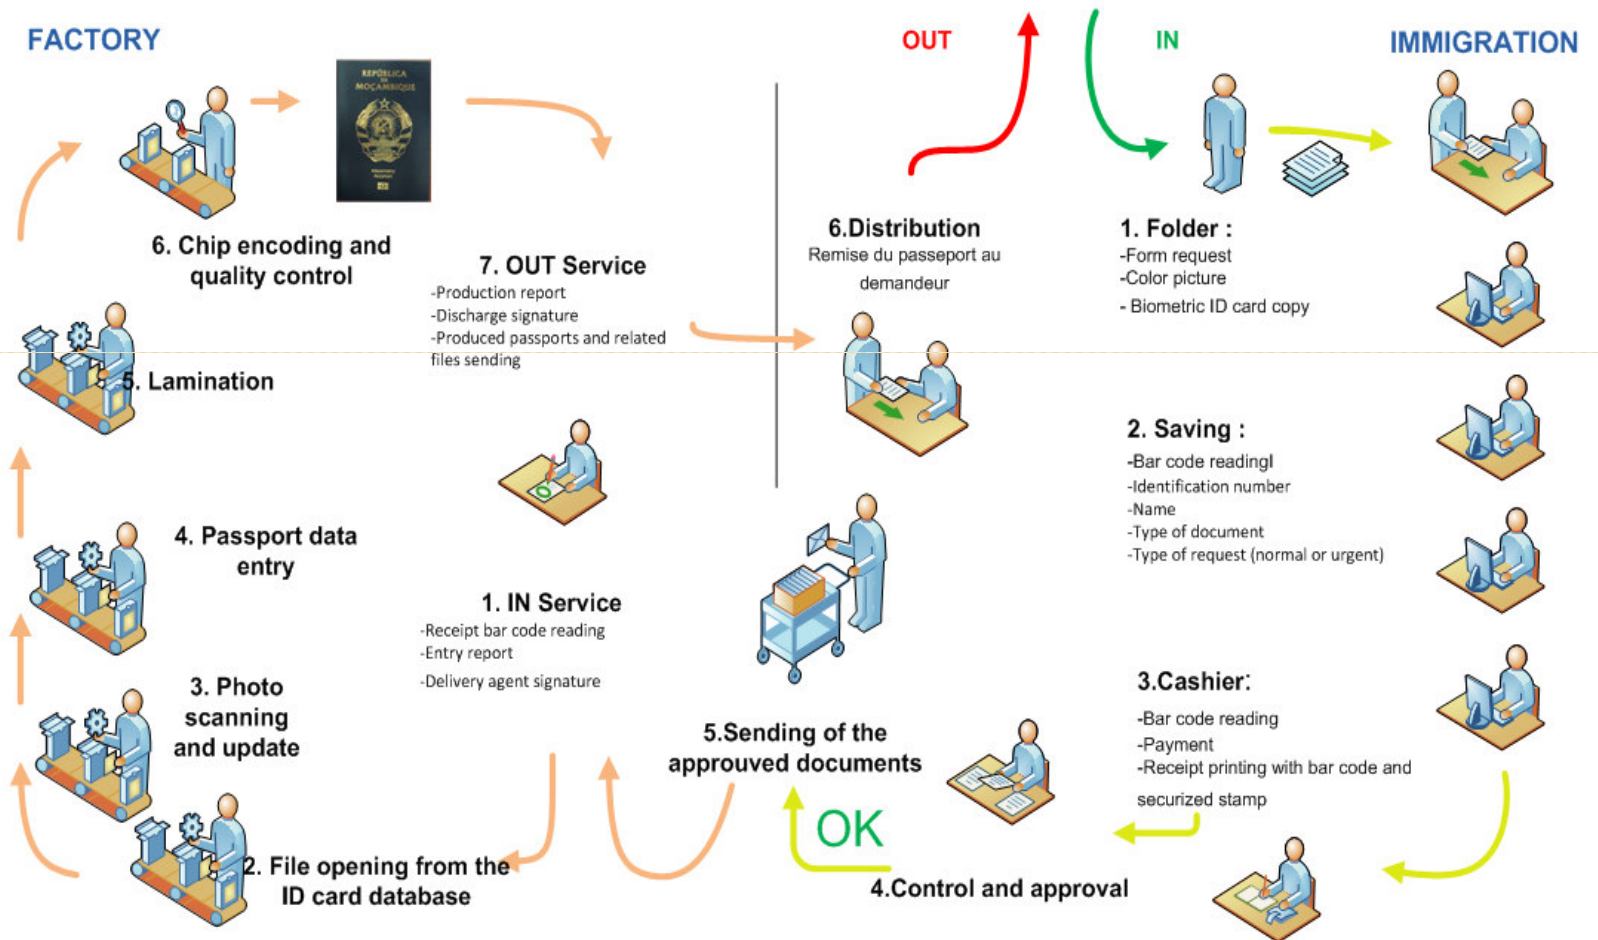 FACTORY
OUT
IN
IMMIGRATION
REPÚBLICA
DE
MOÇAMBIQUE
6. Chip encoding and
quality control
7. OUT Service
-Production report
-Discharge signature
-Produced passports and related
files sending
6.Distribution
Remise du passeport au
demandeur
1. Folder :
-Form request
-Color picture
- Biometric ID card copy
5. Lamination
2. Saving :
-Bar code readingl
-Identification number
-Name
-Type of document
-Type of request (normal or urgent)
4. Passport data
entry
1. IN Service
-Receipt bar code reading
-Entry report
-Delivery agent signature
3. Photo
scanning
and update
3.Cashier:
-Bar code reading
-Payment
-Receipt printing with bar code and
securized stamp
5.Sending of the
approuved documents
OK
4.Control and approval
2. File opening from the
ID card database